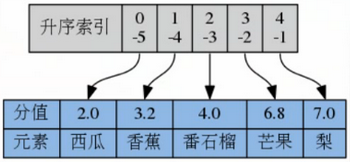 升序索引 0 1 2 3 4
-5 -4 -3 -2 -1
分值 2.0 3.2 4.0 6.8 7.0
元素 西瓜 香蕉 番石榴 芒果 梨